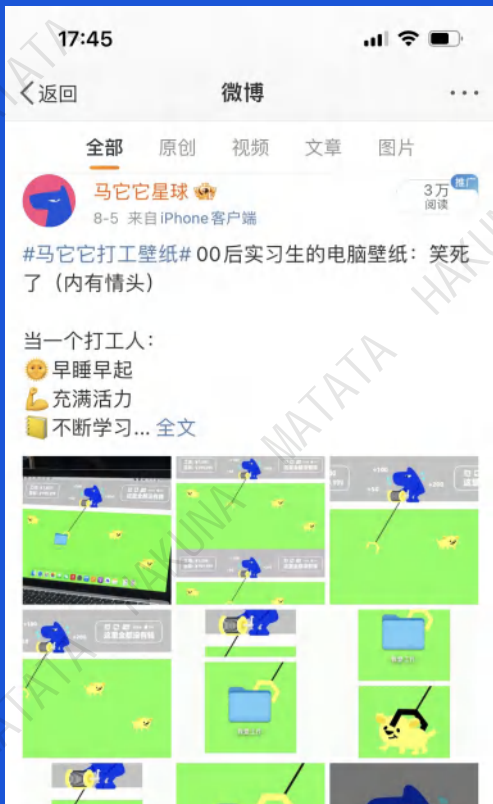 17:45
返回
微博
全部 原创 视频 文章 图片
马它它星球
推广
3万
阅读
8-5 来自iPhone客户端
#马它它打工壁纸# 00后实习生的电脑壁纸：笑死
了（内有情头）
当一个打工人：
早睡早起
充满活力
不断学习... 全文
HAKUNA MATATA